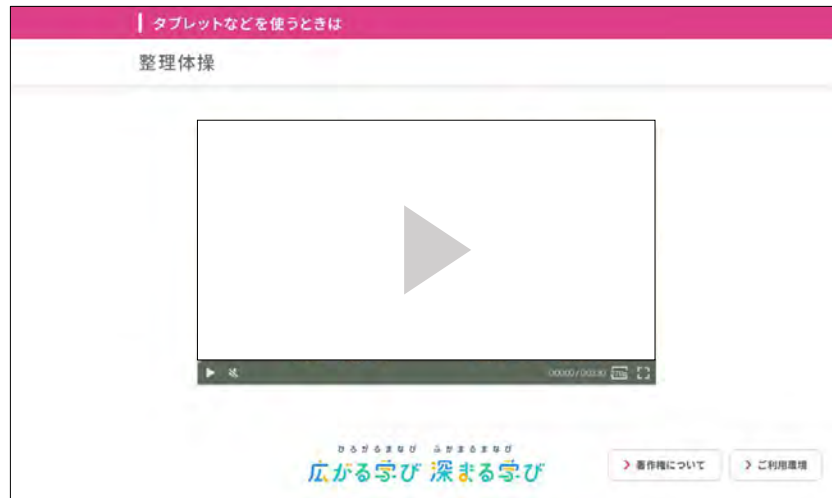 タブレットなどを使うときは
整理体操
ひろがるまなび ふかまるまなび
広がる学び 深まる学び
著作権について
ご利用環境